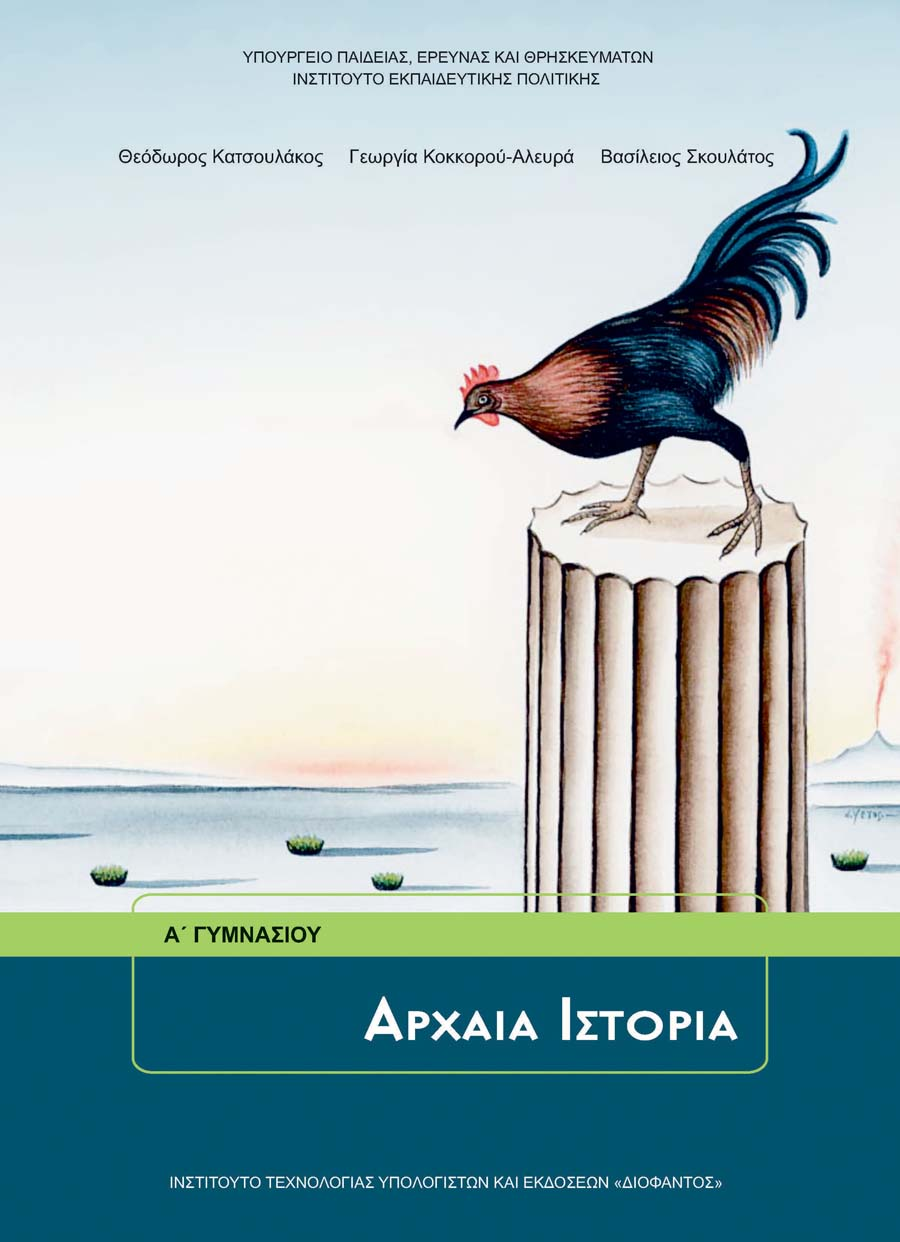 ΥΠΟΥΡΓΕΙΟ ΠΑΙΔΕΙΑΣ, ΕΡΕΥΝΑΣ ΚΑΙ ΘΡΗΣΚΕΥΜΑΤΩΝ
ΙΝΣΤΙΤΟΥΤΟ ΕΚΠΑΙΔΕΥΤΙΚΗΣ ΠΟΛΙΤΙΚΗΣ
Θεόδωρος Κατσουλάκος Γεωργία Κοκκορού-Αλευρά Βασίλειος Σκουλάτος
Α΄ ΓΥΜΝΑΣΙΟΥ
ΑΡΧΑΙΑ ΙΣΤΟΡΙΑ
ΙΝΣΤΙΤΟΥΤΟ ΤΕΧΝΟΛΟΓΙΑΣ ΥΠΟΛΟΓΙΣΤΩΝ ΚΑΙ ΕΚΔΟΣΕΩΝ «ΔΙΟΦΑΝΤΟΣ»